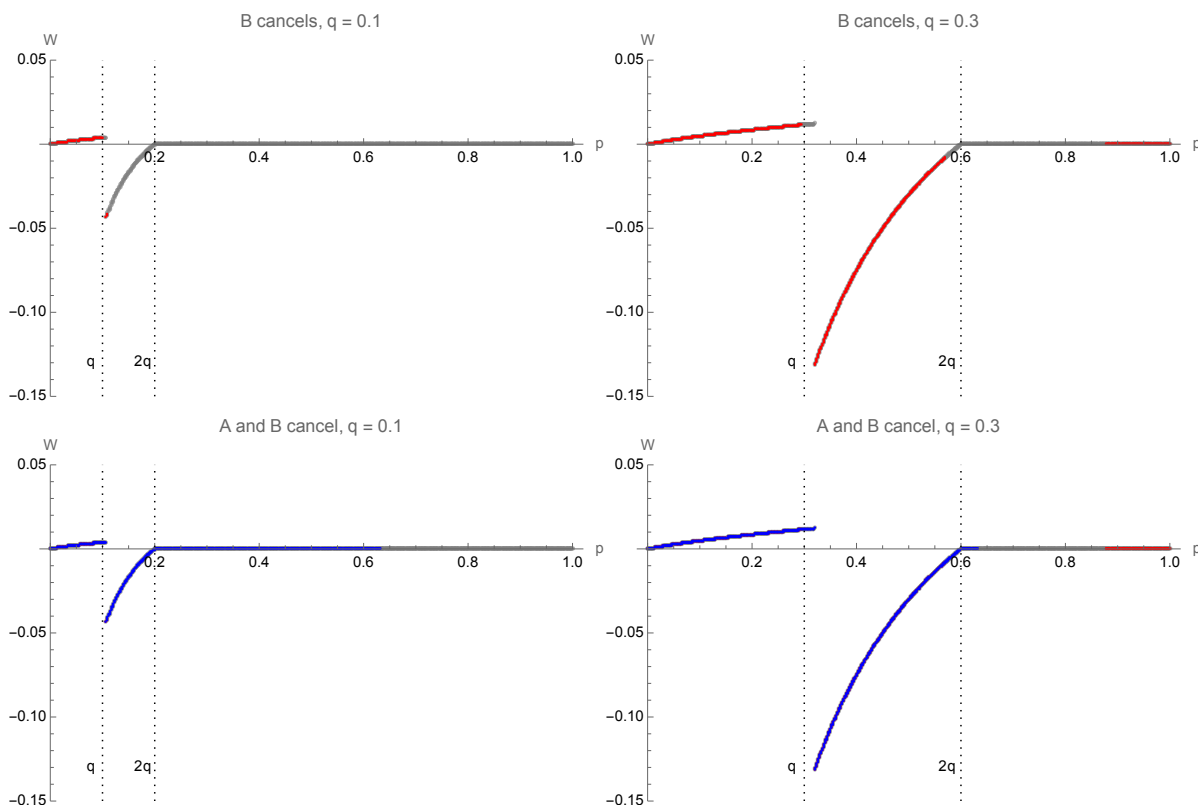 B cancels, q = 0.1
W
0.05
0.2 0.4 0.6 0.8 1.0 p
−0.05
−0.10
q 2q
−0.15
B cancels, q = 0.3
W
0.05
0.2 0.4 0.6 0.8 1.0 p
−0.05
−0.10
q 2q
−0.15
A and B cancel, q = 0.1
W
0.05
0.2 0.4 0.6 0.8 1.0 p
−0.05
−0.10
q 2q
−0.15
A and B cancel, q = 0.3
W
0.05
0.2 0.4 0.6 0.8 1.0 p
−0.05
−0.10
q 2q
−0.15